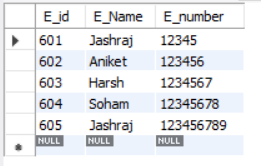 E_id E_Name E_number
601 Jashraj 12345
602 Aniket 123456
603 Harsh 1234567
604 Soham 12345678
605 Jashraj 123456789
NULL NULL NULL